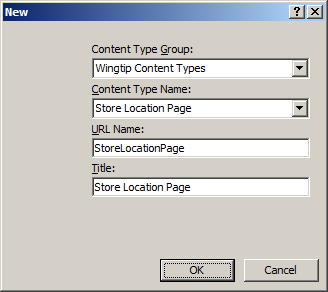 New
Content Type Group:
Wingtip Content Types
Content Type Name:
Store Location Page
URL Name:
StoreLocationPage
Title:
Store Location Page
OK Cancel